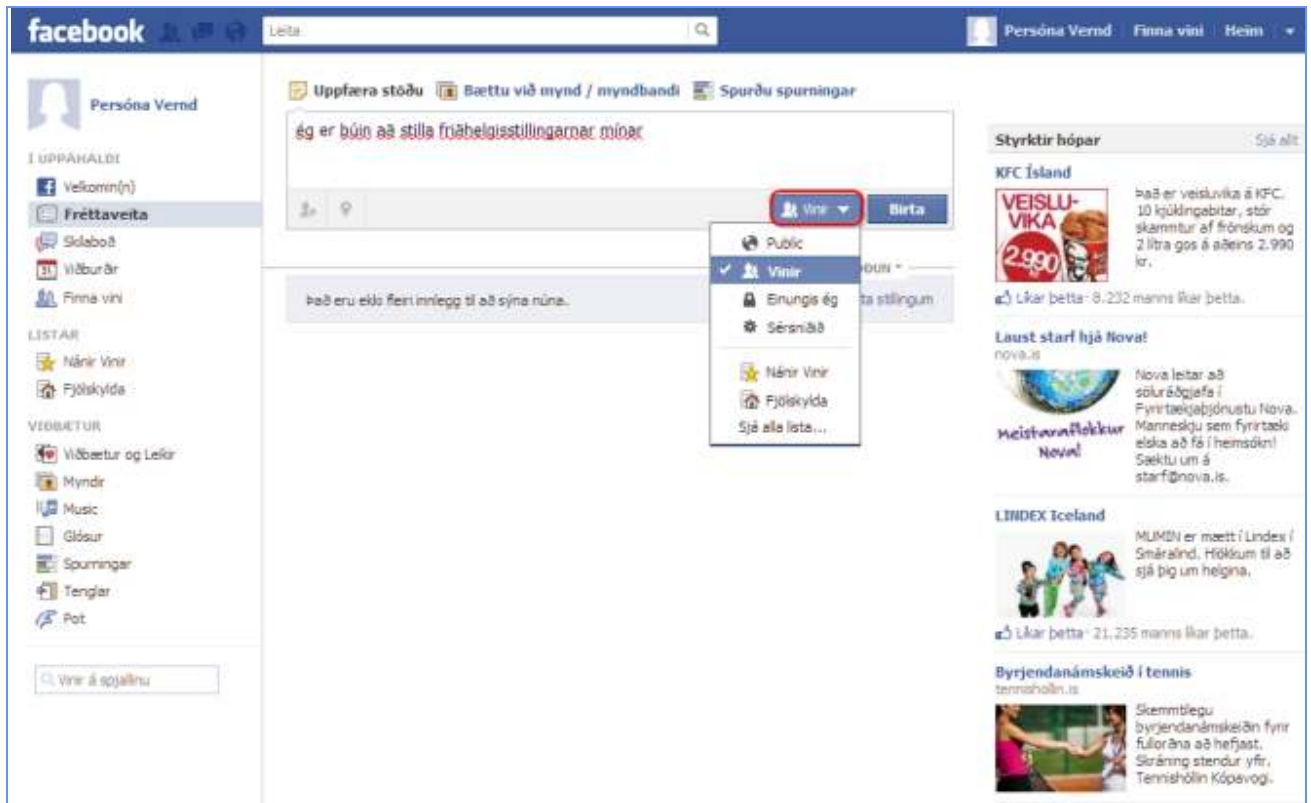 facebook
Leita
Persóna Vernd
Finna vini
Heim
Persóna Vernd
Í UPPÁHALDI
Velkomin(n)
Fréttaveita
Skilaboð
Viðburðir
Finna vini
LISTAR
Nánir Vinir
Fjölskylda
VIÐBÆTUR
Viðbætur og Leikir
Myndir
Music
Glósur
Spurningar
Tenglar
Pot
Vinir á spjallinu
Uppfæra stöðu
Bættu við mynd / myndbandi
Spurðu spurningar
ég er búin að stilla friðhelgisstillingarnar mínar
Vinir
Birta
Public
Vinir
Einungis ég
Sérsniðið
Nánir Vinir
Fjölskylda
Sjá alla lista...
Það eru ekki fleiri innlegg til að sýna núna.
stillingum
Styrktir hópar
Sjá allt
KFC Ísland
VEISLU-
VIKA
2.990
Það er veisluvika á KFC.
10 kjúklingabitar, stór
skammtur af frönskum og
2 lítra gos á aðeins 2.990
kr.
Líkar þetta · 8.232 manns líkar þetta.
Laust starf hjá Nova!
nova.is
Meistaraflokkur
Nova!
Nova leitar að
söluráðgjafa í
Fyrirtækjaþjónustu Nova.
Manneskju sem fyrirtæki
elska að fá í heimsókn!
Sæktu um á
starf@nova.is.
LINDEX Iceland
MUMIN er mætt í Lindex í
Smáralind. Hlökkum til að
sjá þig um helgina.
Líkar þetta · 21.235 manns líkar þetta.
Byrjendanámskeið í tennis
tennishollin.is
Skemmtilegu
byrjendanámskeiðin fyrir
fullorðna að hefjast.
Skráning stendur yfir.
Tennishöllin Kópavogi.